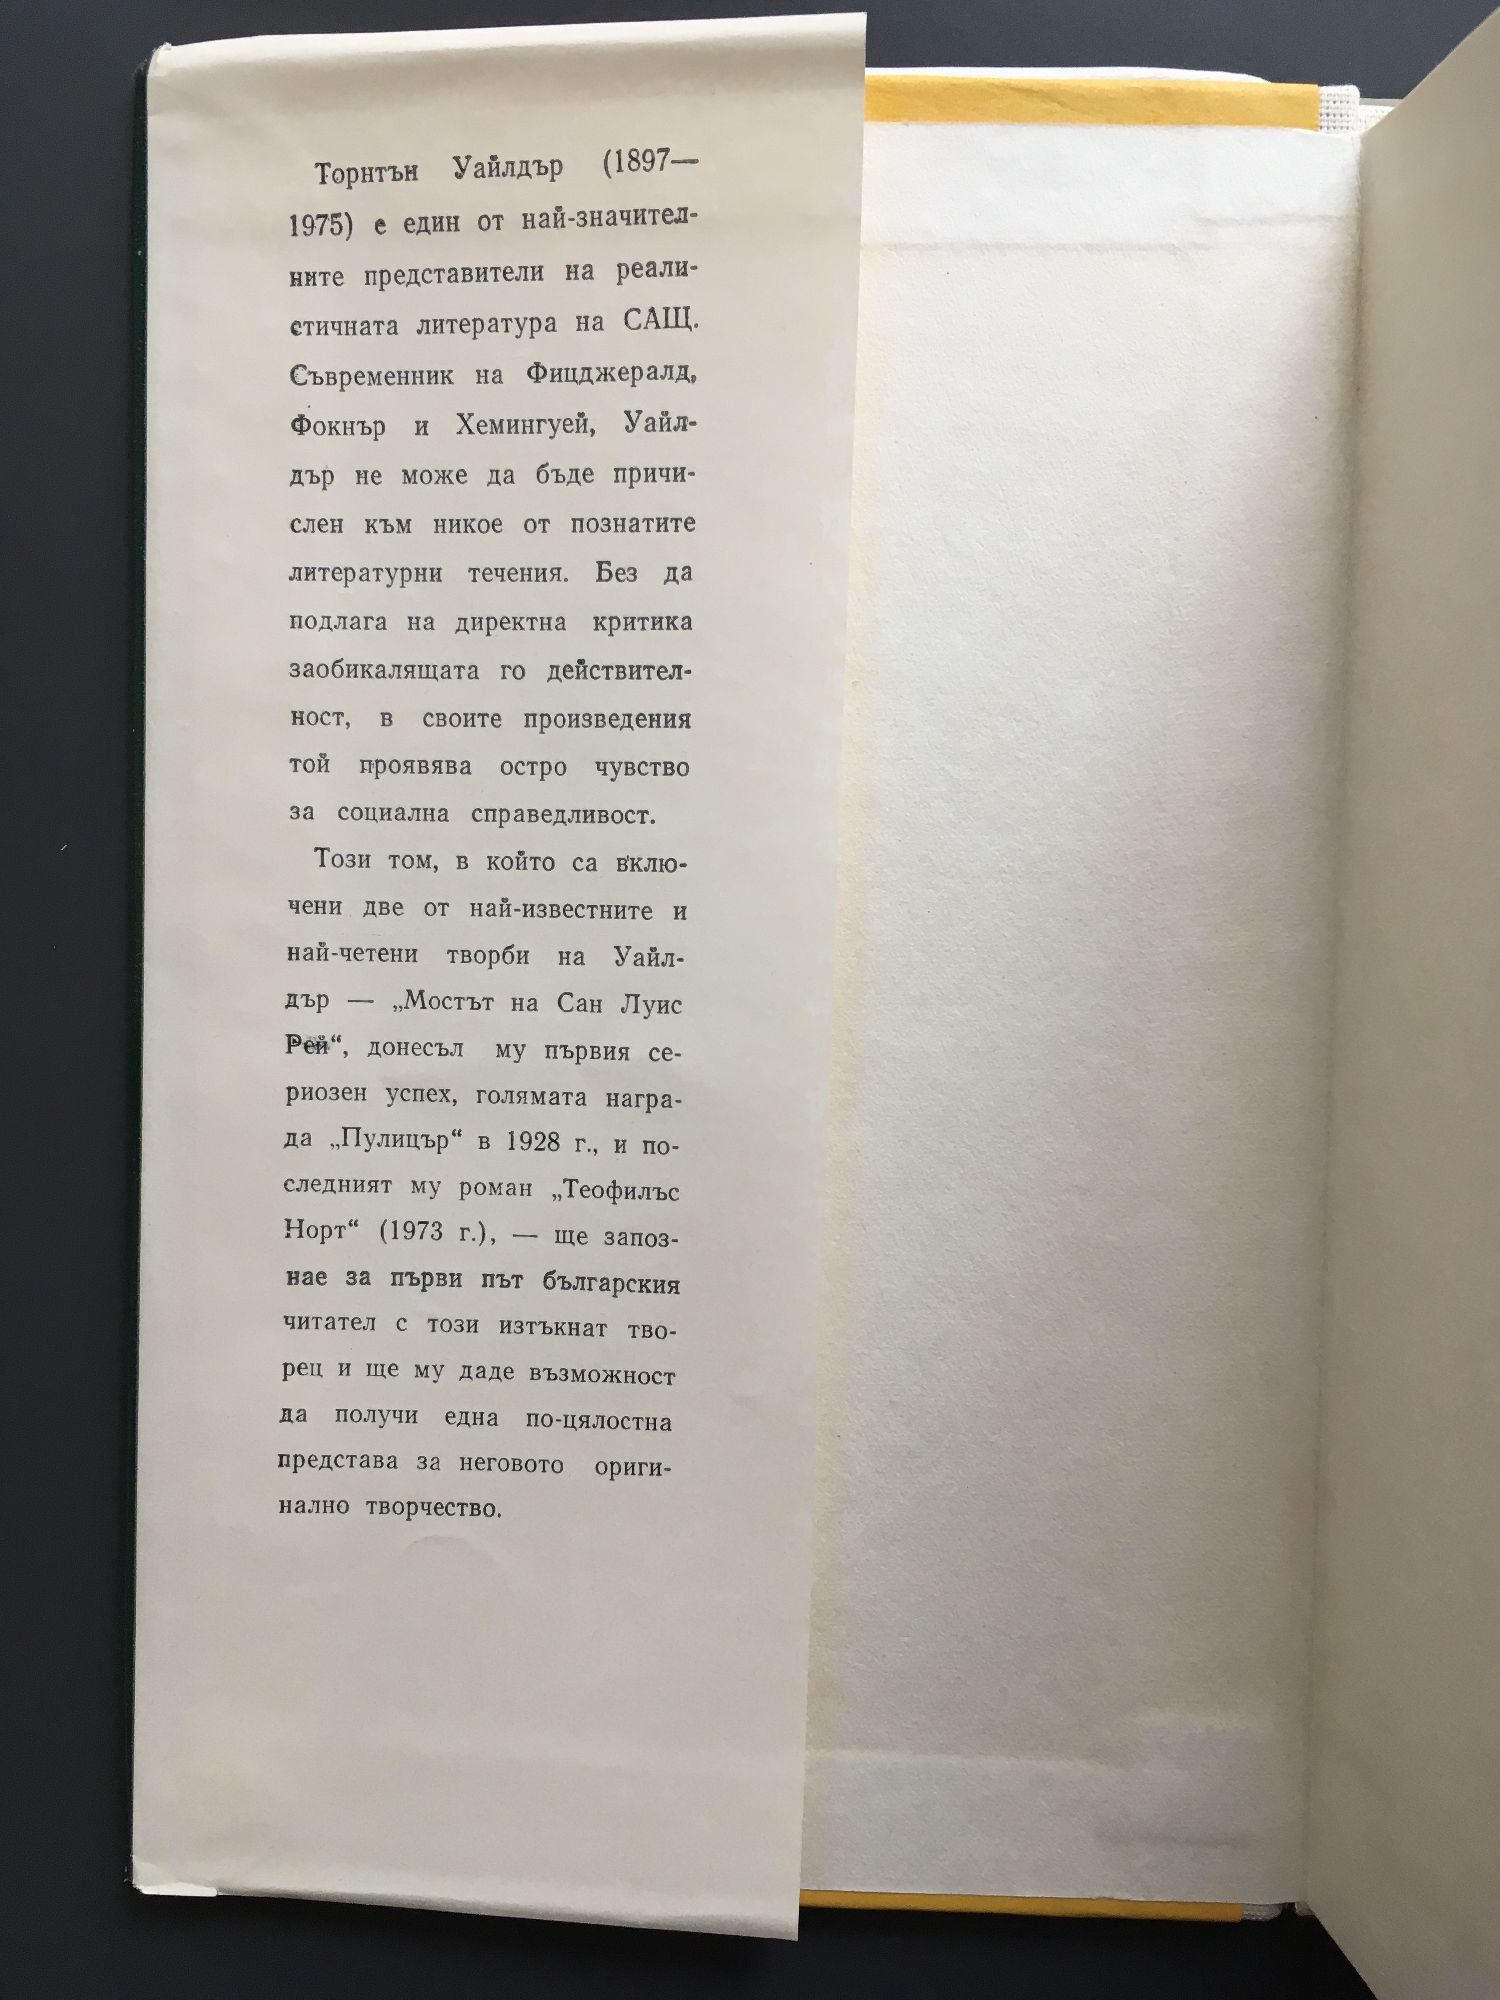 Торнтън Уайлдър (1897—
1975) е един от най-значител-
ните представители на реали-
стичната литература на САЩ.
Съвременник на Фицджералд,
Фокнър и Хемингуей, Уайл-
дър не може да бъде причи-
слен към никое от познатите
литературни течения. Без да
подлага на директна критика
заобикалящата го действител-
ност, в своите произведения
той проявява остро чувство
за социална справедливост.
Този том, в който са вклю-
чени две от най-известните и
най-четени творби на Уайл-
дър — „Мостът на Сан Луис
Рей“, донесъл му първия се-
риозен успех, голямата награ-
да „Пулицър“ в 1928 г., и по-
следният му роман „Теофилъс
Норт“ (1973 г.), — ще запоз-
нае за първи път българския
читател с този изтъкнат тво-
рец и ще му даде възможност
да получи една по-цялостна
представа за неговото ориги-
нално творчество.